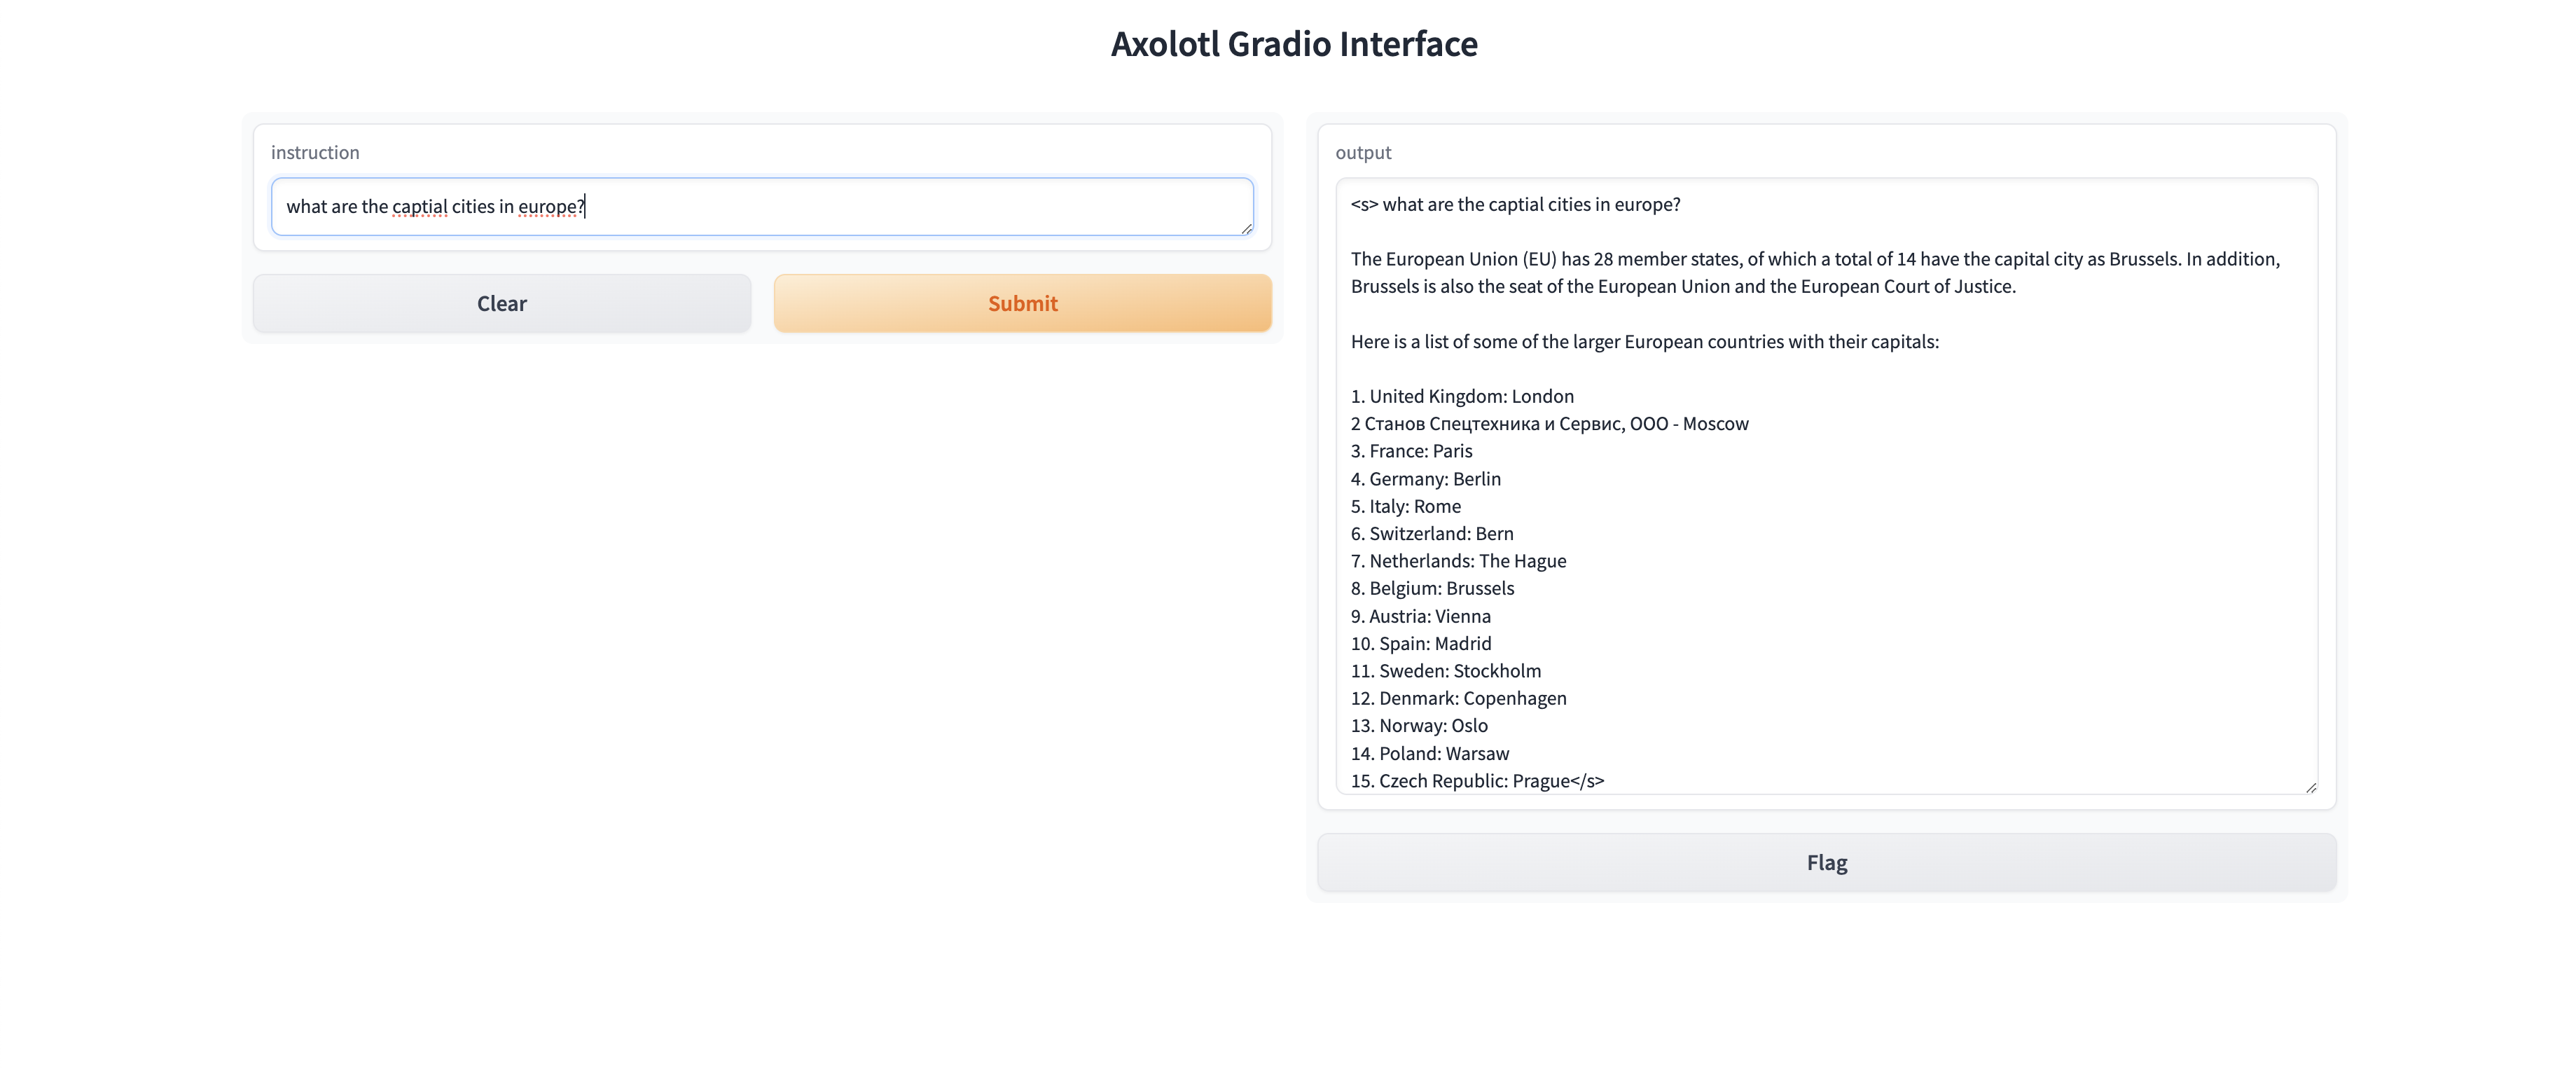 Axolotl Gradio Interface
instruction
what are the captial cities in europe?
Clear
Submit
output
<s> what are the captial cities in europe?
The European Union (EU) has 28 member states, of which a total of 14 have the capital city as Brussels. In addition,
Brussels is also the seat of the European Union and the European Court of Justice.
Here is a list of some of the larger European countries with their capitals:
1. United Kingdom: London
2 Станов Спецтехника и Сервис, ООО - Moscow
3. France: Paris
4. Germany: Berlin
5. Italy: Rome
6. Switzerland: Bern
7. Netherlands: The Hague
8. Belgium: Brussels
9. Austria: Vienna
10. Spain: Madrid
11. Sweden: Stockholm
12. Denmark: Copenhagen
13. Norway: Oslo
14. Poland: Warsaw
15. Czech Republic: Prague</s>
Flag